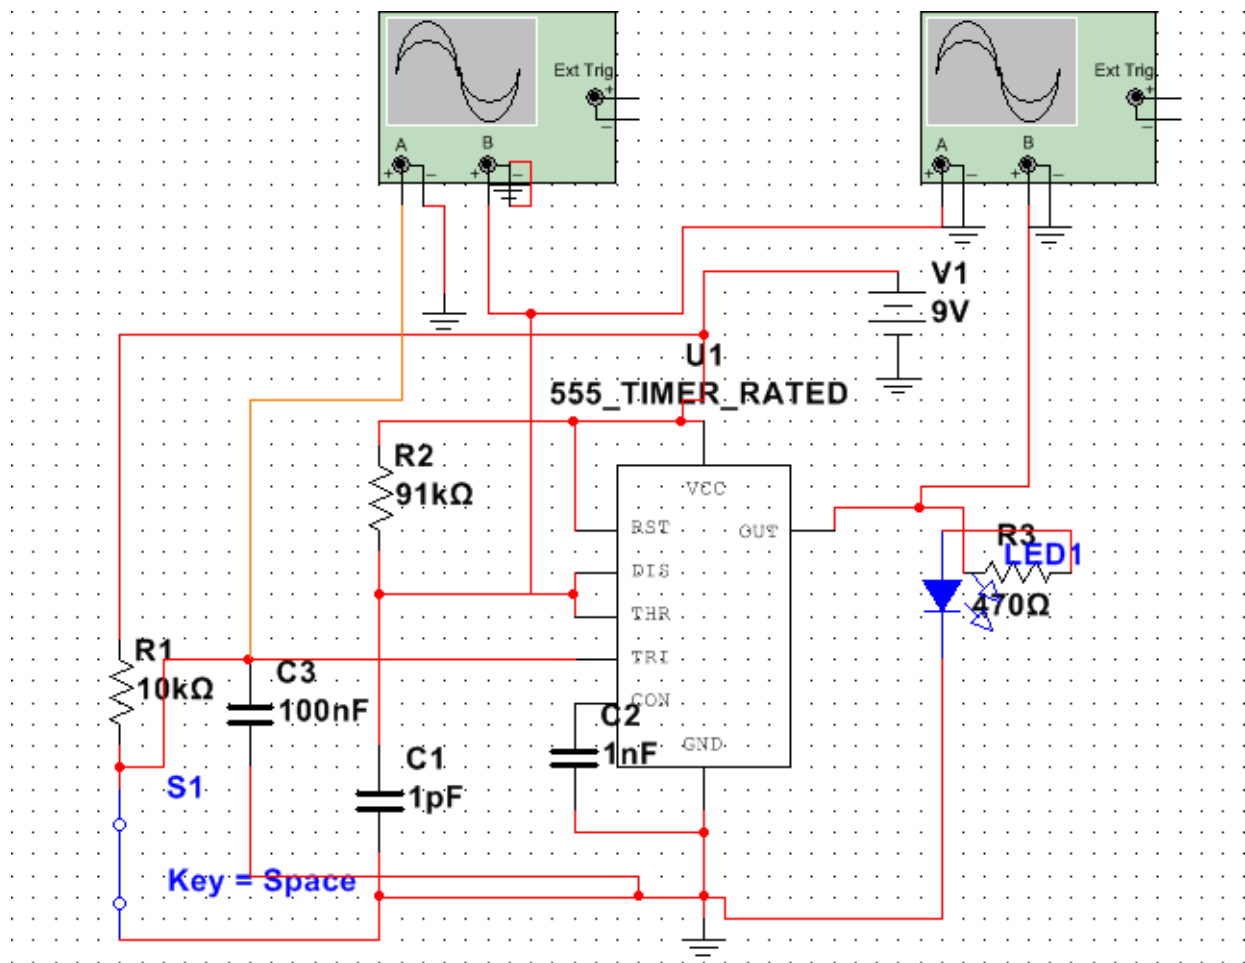 Ext Trig
+
−
A
B
+
−
+
−
Ext Trig
+
−
A
B
+
−
+
−
V1
9V
U1
555_TIMER_RATED
R2
91kΩ
VCC
RST
OUT
DIS
THR
TRI
CON
GND
R3
LED1
470Ω
R1
10kΩ
C3
100nF
C2
1nF
C1
1pF
S1
Key = Space